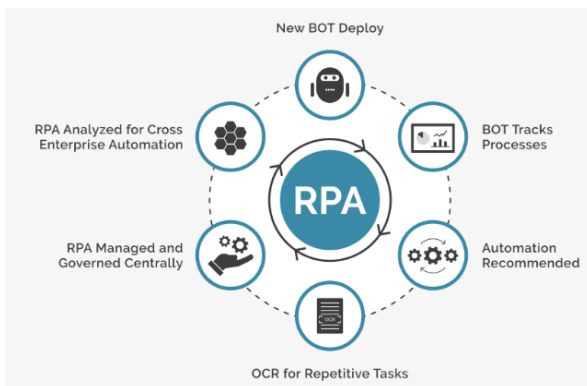 New BOT Deploy
RPA Analyzed for Cross
Enterprise Automation
BOT Tracks
Processes
RPA
RPA Managed and
Governed Centrally
Automation
Recommended
OCR
OCR for Repetitive Tasks